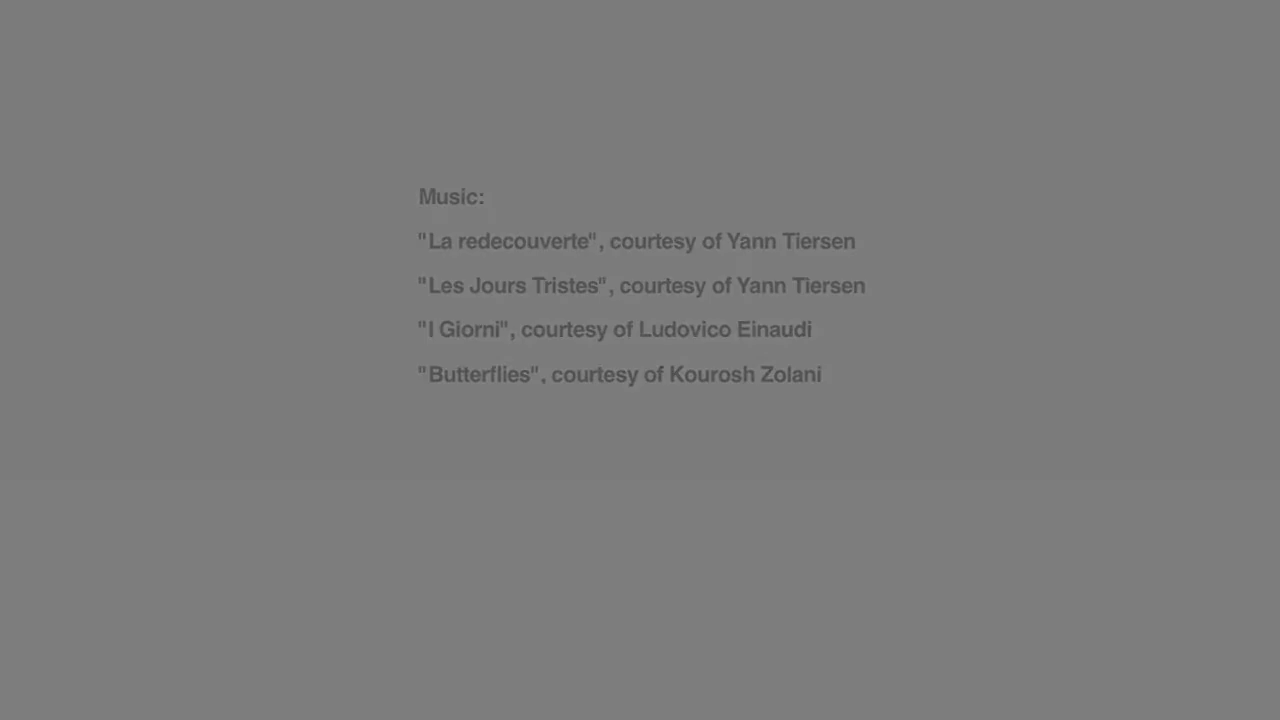 Music:
"La redecouverte", courtesy of Yann Tiersen
"Les Jours Tristes", courtesy of Yann Tiersen
"I Giorni", courtesy of Ludovico Einaudi
"Butterflies", courtesy of Kourosh Zolani